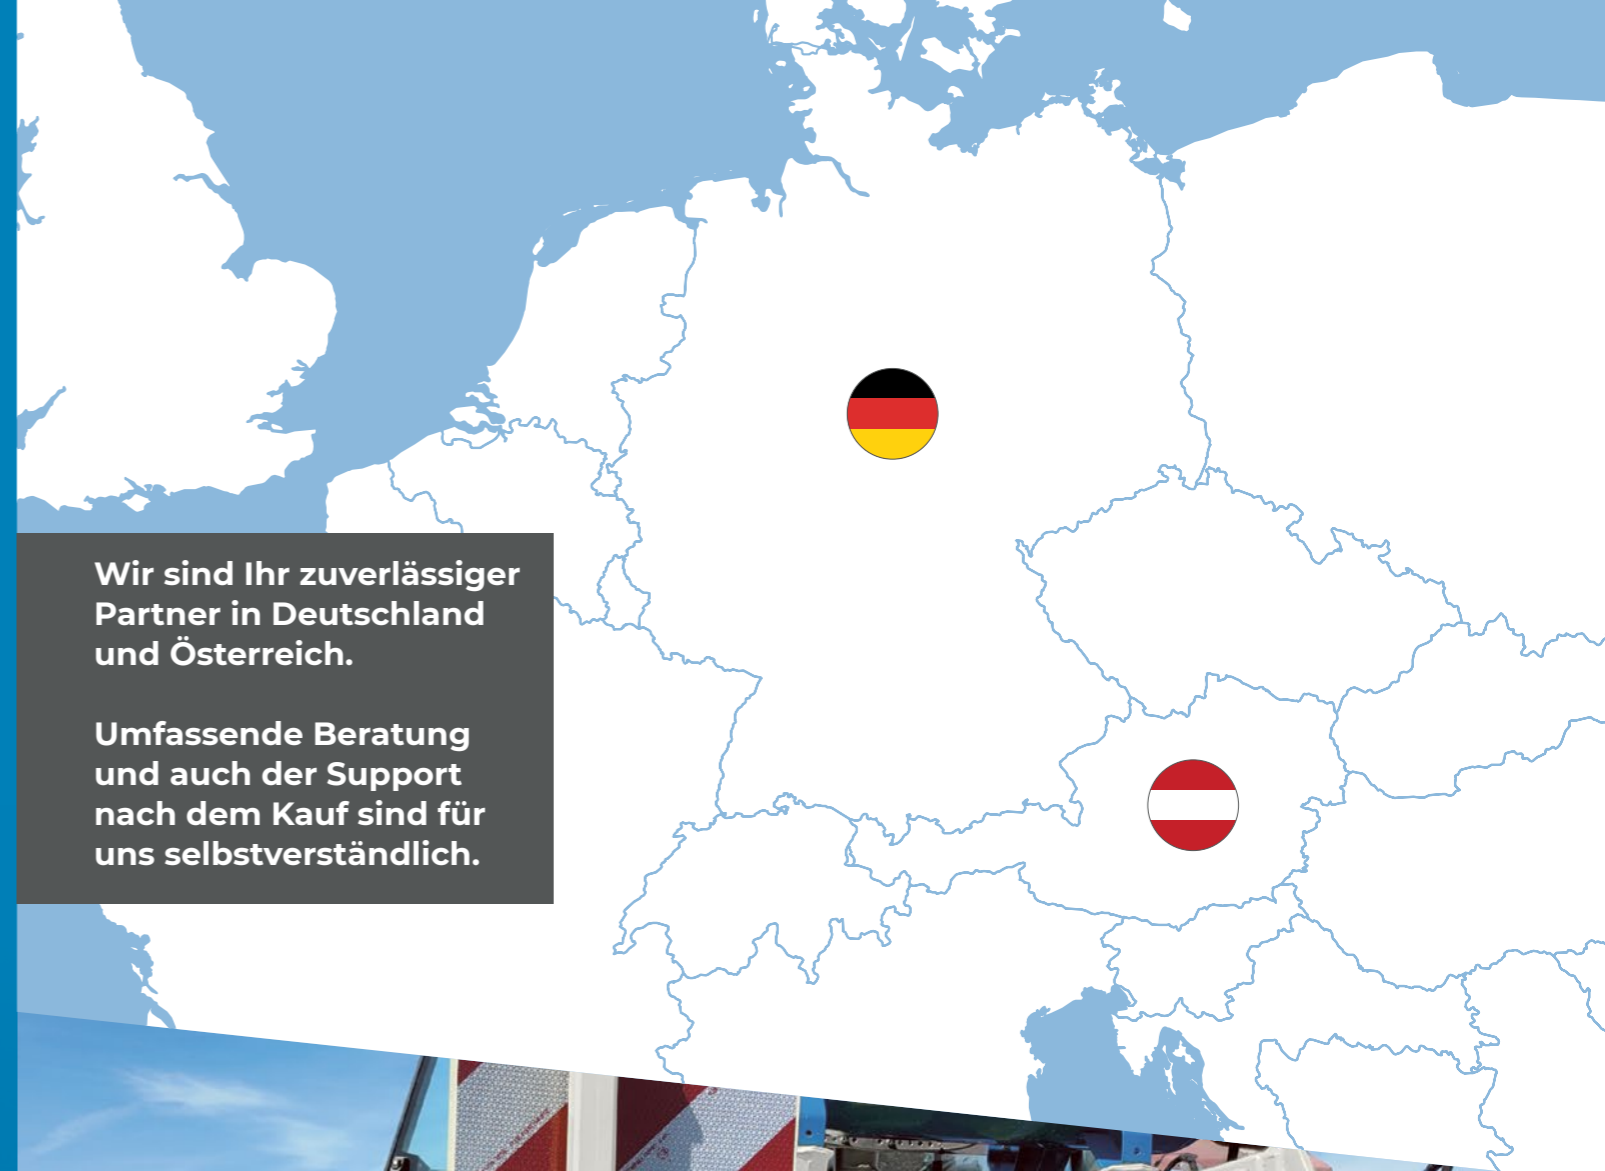 Wir sind Ihr zuverlässiger
Partner in Deutschland
und Österreich.
Umfassende Beratung
und auch der Support
nach dem Kauf sind für
uns selbstverständlich.